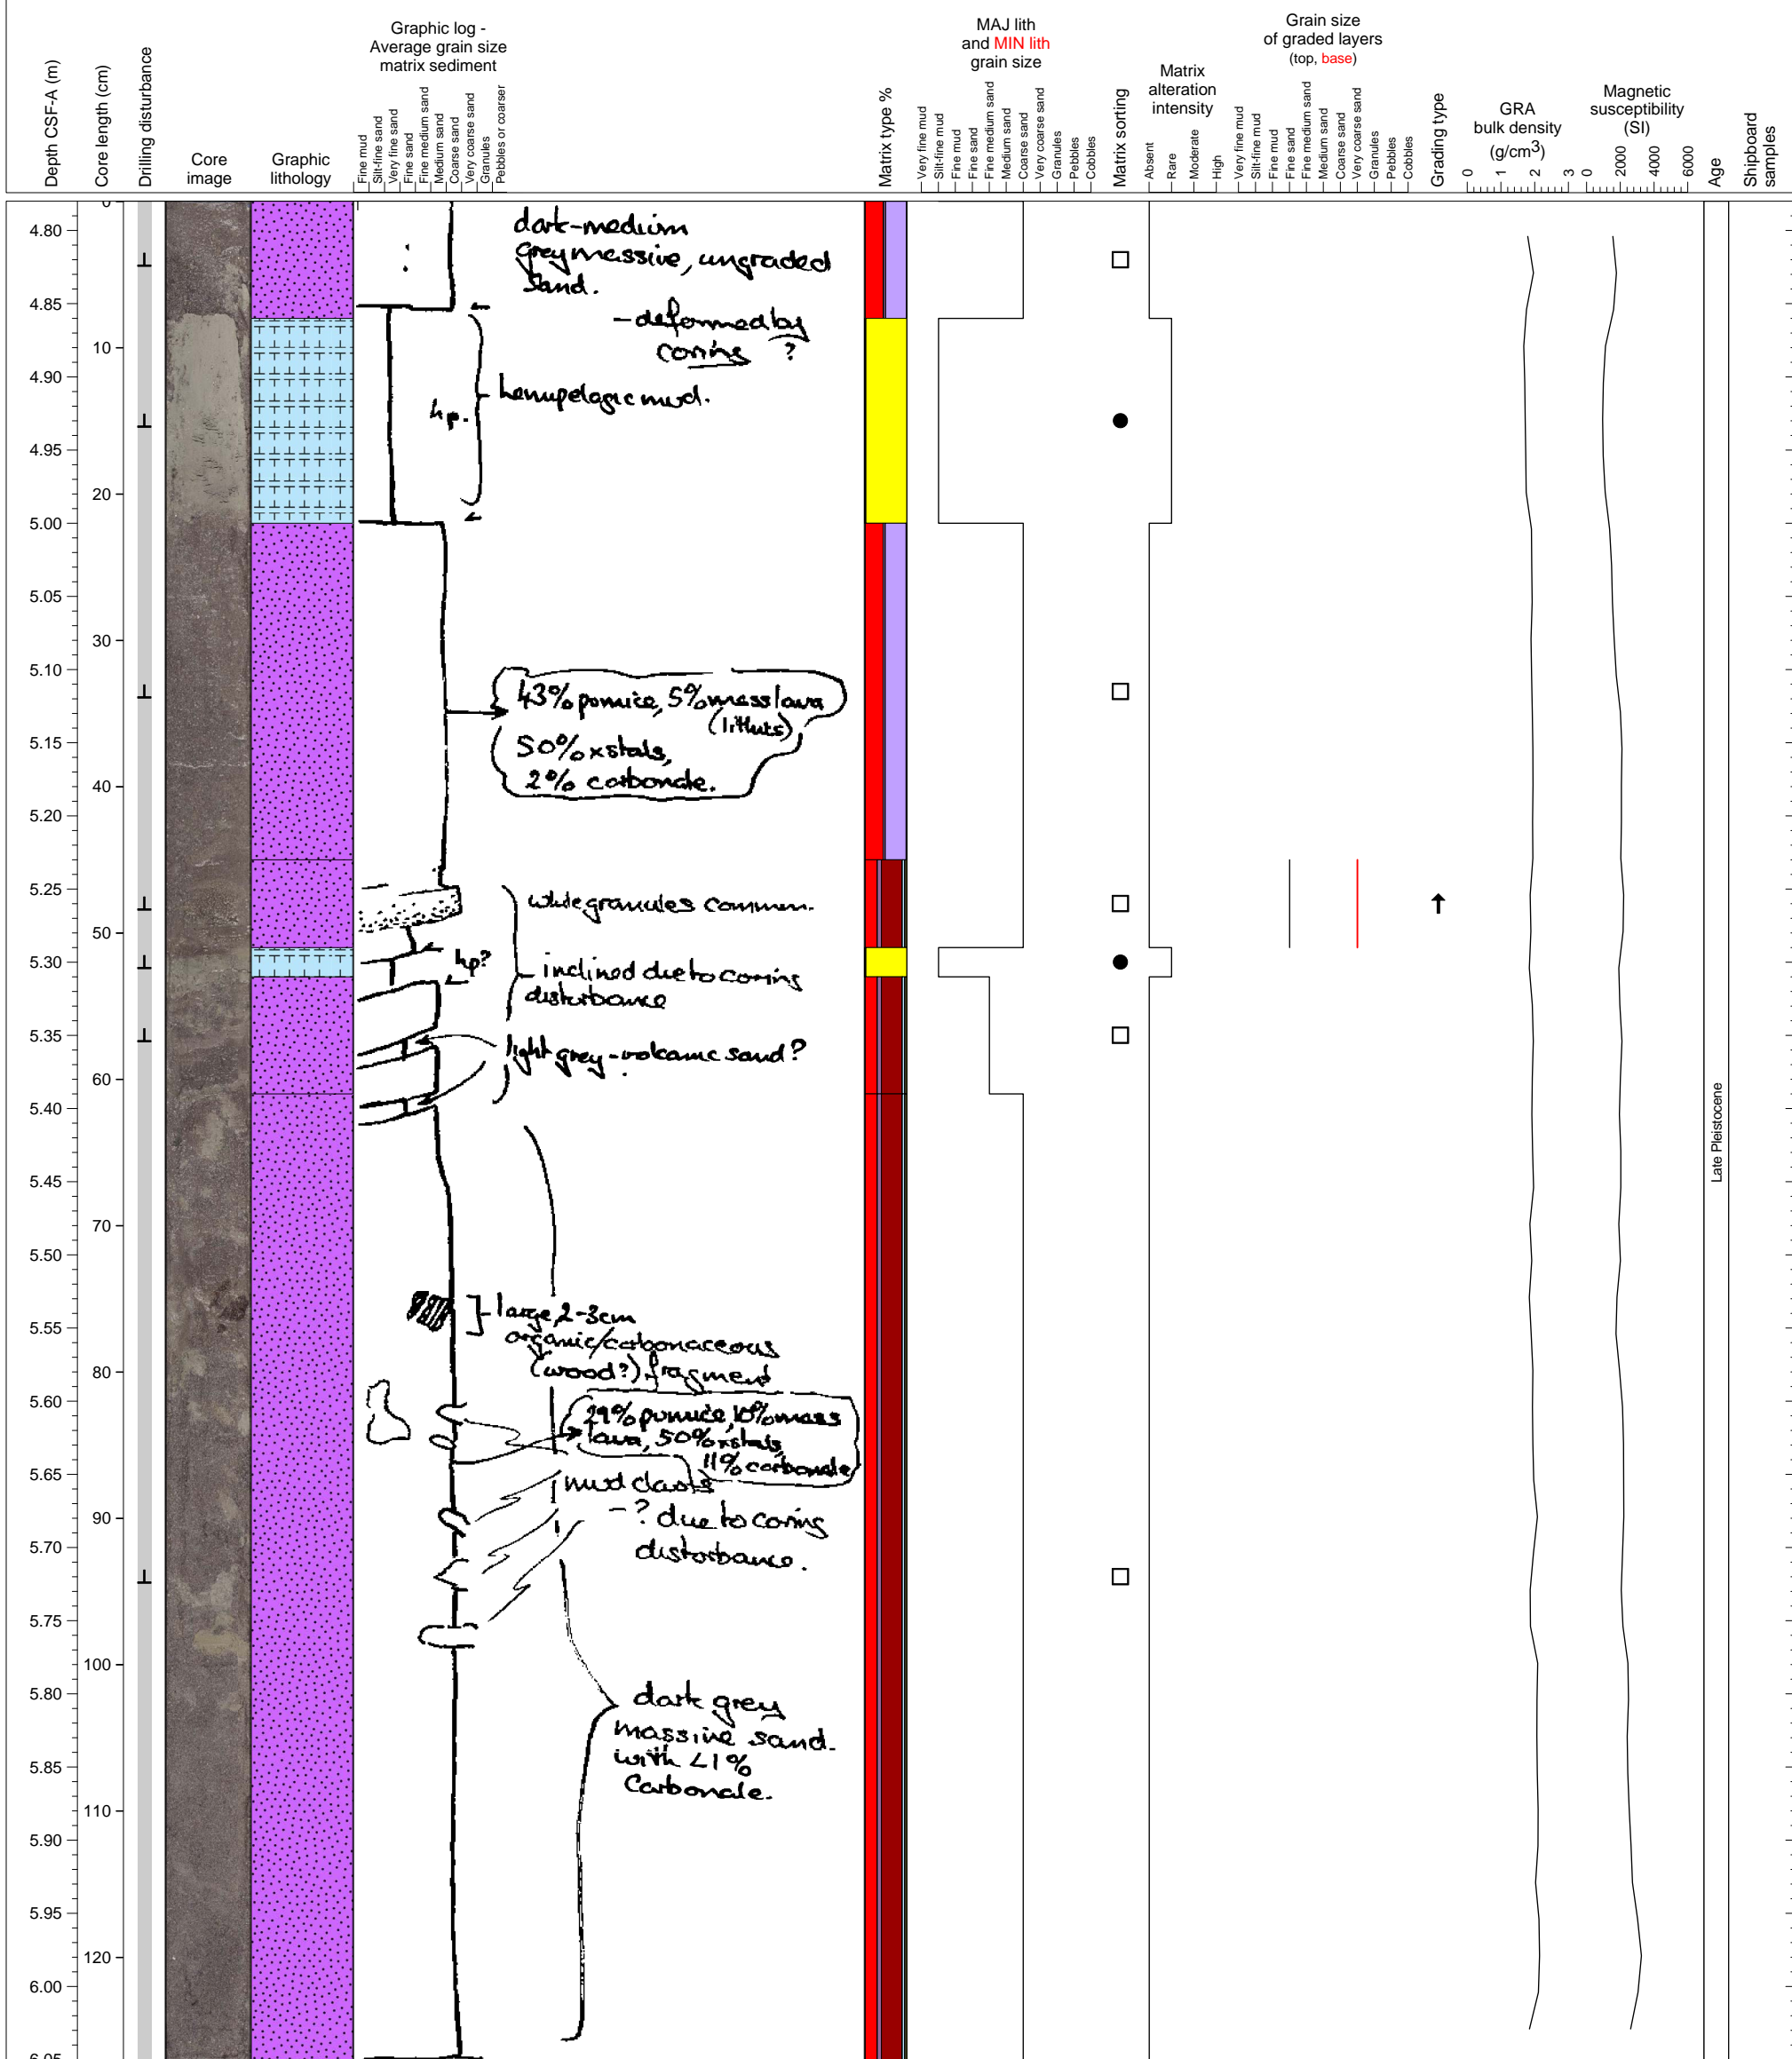 Depth CSF-A (m)
Core length (cm)
Drilling disturbance
Core
image
Graphic
lithology
Graphic log -
Average grain size
matrix sediment
Fine mud
Silt-fine sand
Very fine sand
Fine sand
Fine medium sand
Medium sand
Coarse sand
Very coarse sand
Granules
Pebbles or coarser
Matrix type %
MAJ lith
and MIN lith
grain size
Very fine mud
Silt-fine mud
Fine mud
Fine sand
Fine medium sand
Medium sand
Coarse sand
Very coarse sand
Granules
Pebbles
Cobbles
Matrix sorting
Matrix
alteration
intensity
Absent
Rare
Moderate
High
Grain size
of graded layers
(top, base)
Very fine mud
Silt-fine mud
Fine mud
Fine sand
Fine medium sand
Medium sand
Coarse sand
Very coarse sand
Granules
Pebbles
Cobbles
Grading type
GRA
bulk density
(g/cm3)
0 1 2 3
Magnetic
susceptibility
(SI)
0 2000 4000 6000
Age
Shipboard
samples
0
4.80
4.85
10
4.90
4.95
20
5.00
5.05
30
5.10
5.15
40
5.20
5.25
50
5.30
5.35
60
5.40
5.45
70
5.50
5.55
80
5.60
5.65
90
5.70
5.75
100
5.80
5.85
110
5.90
5.95
120
6.00
6.05
dark-medium
grey massive, ungraded
Sand.
- deformed by
coring ?
hemipelagic mud.
hp.
43% pumice, 5% mass lava
(lithics)
50% xstals,
2% carbonate.
white granules common.
hp?
inclined due to coring
disturbance
light grey - volcanic sand?
large, 2-3cm
organic/carbonaceous
(wood?) fragment
29% pumice, 10% mass
lava, 50% xstals,
11% carbonate
mud clasts
- ? due to coring
disturbance.
dark grey
massive sand.
with <1%
Carbonate.
Late Pleistocene